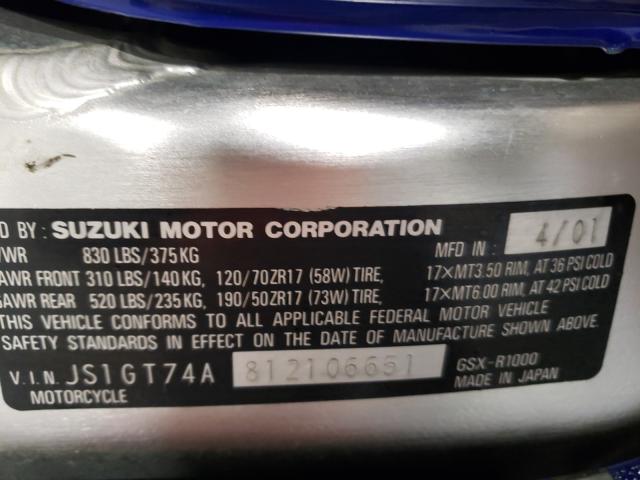 D BY : SUZUKI MOTOR CORPORATION
VWR 830 LBS/375KG MFD IN : 4/01
AWR FRONT 310 LBS/140KG, 120/70ZR17 (58W) TIRE, 17×MT3.50 RIM, AT 36 PSI COLD
AWR REAR 520 LBS/235KG, 190/50ZR17 (73W) TIRE, 17×MT6.00 RIM, AT 42 PSI COLD
THIS VEHICLE CONFORMS TO ALL APPLICABLE FEDERAL MOTOR VEHICLE
SAFETY STANDARDS IN EFFECT ON THE DATE OF MANUFACTURE SHOWN ABOVE.
V.I.N. JS1GT74A 812106651 GSX-R1000
MOTORCYCLE MADE IN JAPAN